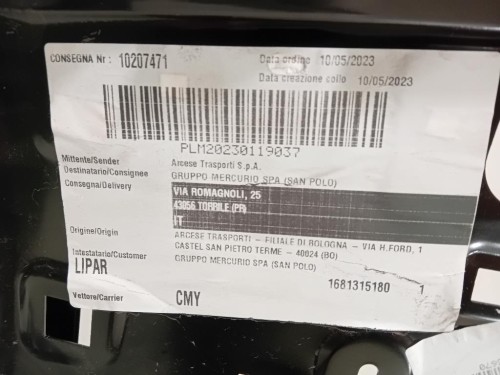 CONSEGNA Nr : 10207471
Data ordine 10/05/2023
Data creazione collo 10/05/2023
PLM20230119037
Mittente/Sender Arcese Trasporti S.p.A.
Destinatario/Consignee GRUPPO MERCURIO SPA (SAN POLO)
Consegna/Delivery VIA ROMAGNOLI, 25
43056 TORRILE (PR)
IT
Origine/Origin ARCESE TRASPORTI - FILIALE DI BOLOGNA - VIA H.FORD, 1
CASTEL SAN PIETRO TERME - 40024 (BO)
Intestatario/Customer GRUPPO MERCURIO SPA (SAN POLO)
LIPAR 1681315180 1
Vettore/Carrier CMY